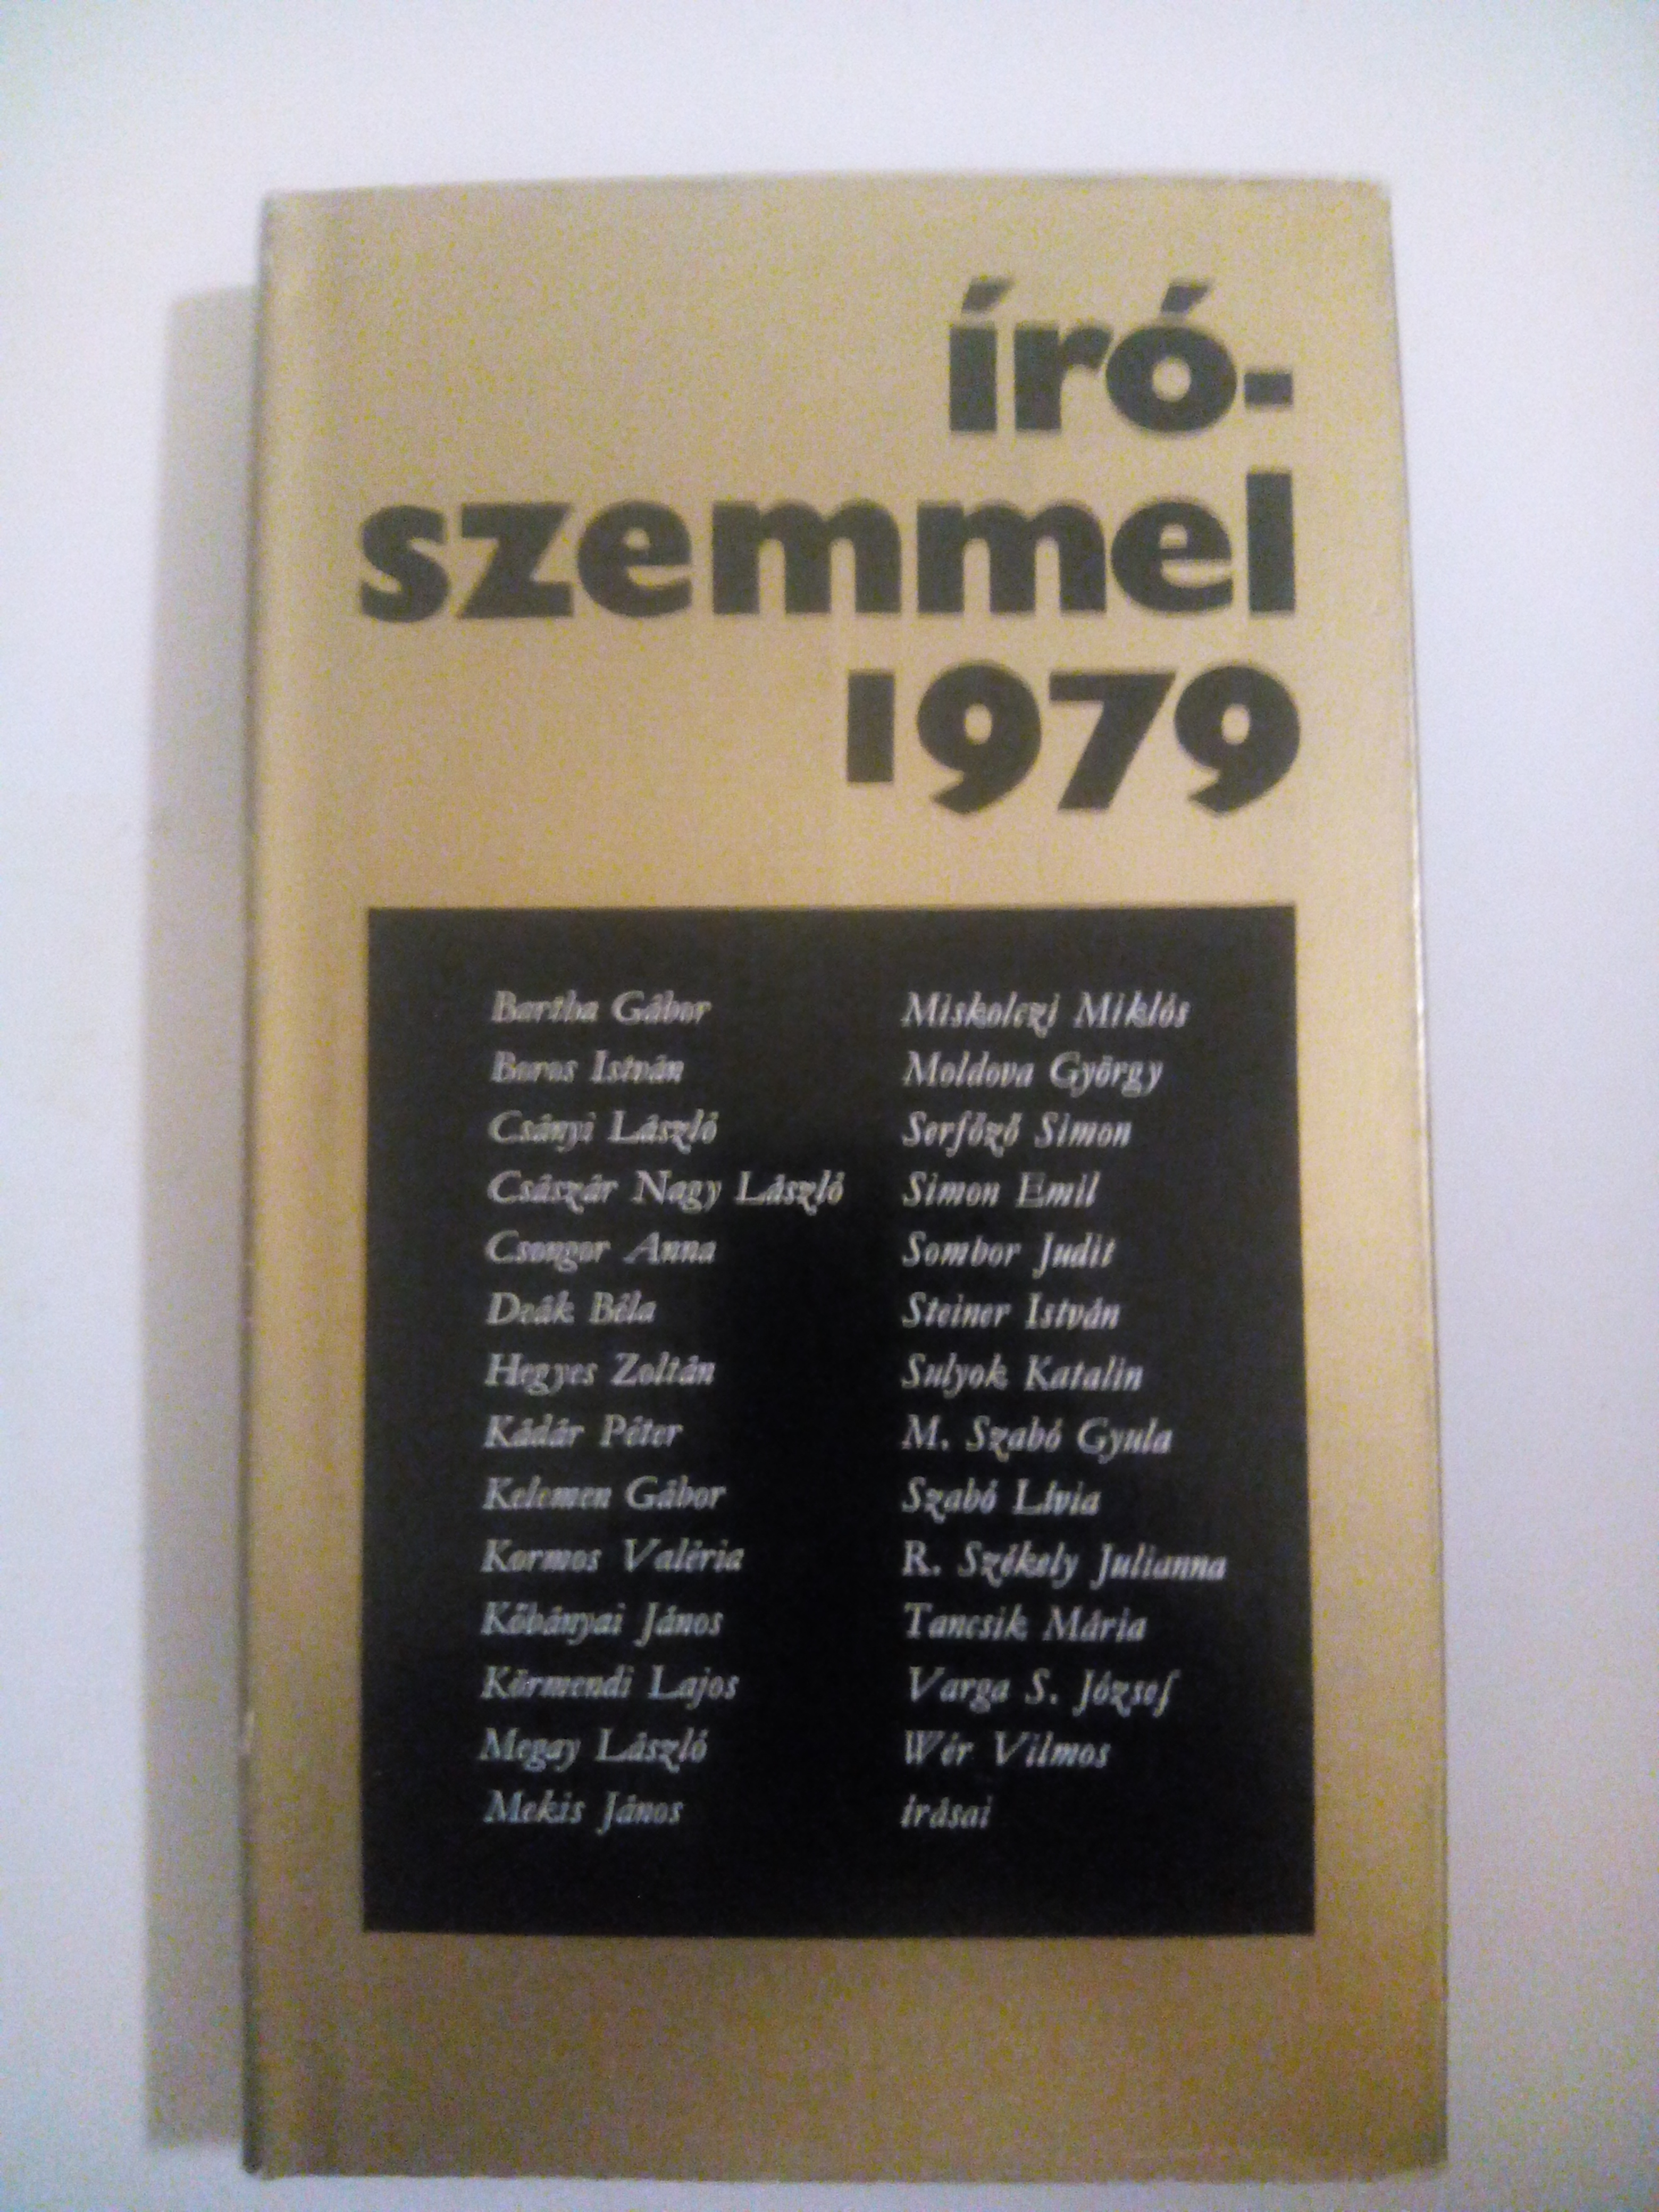 író-
szemmel
1979
Bartha Gábor
Boros István
Csányi László
Császár Nagy László
Csongor Anna
Deák Béla
Hegyes Zoltán
Kádár Péter
Kelemen Gábor
Kormos Valéria
Kőbányai János
Körmendi Lajos
Megay László
Mekis János
Miskolczi Miklós
Moldova György
Serfőző Simon
Simon Emil
Sombor Judit
Steiner István
Sulyok Katalin
M. Szabó Gyula
Szabó Lívia
R. Székely Julianna
Tancsik Mária
Varga S. József
Wér Vilmos
írásai